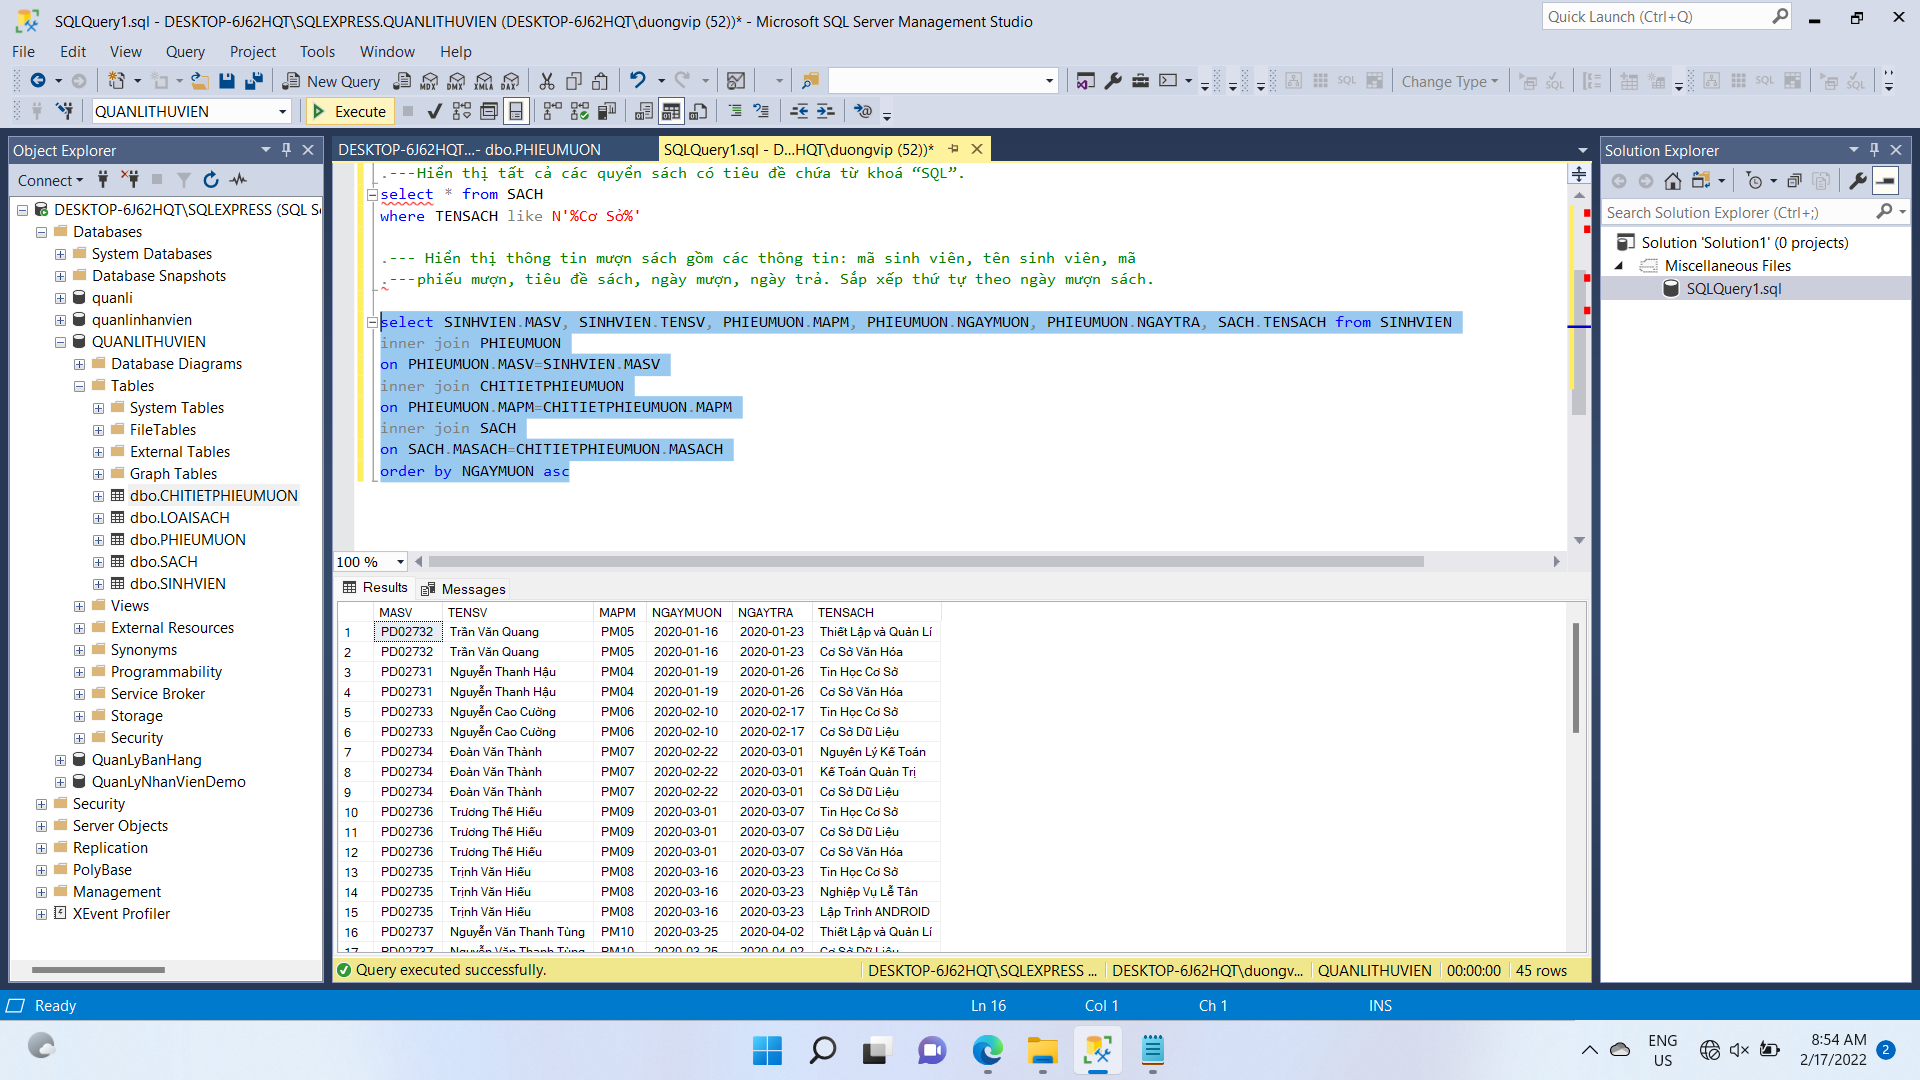 SQLQuery1.sql - DESKTOP-6J62HQT\SQLEXPRESS.QUANLITHUVIEN (DESKTOP-6J62HQT\duongvip (52))* - Microsoft SQL Server Management Studio
Quick Launch (Ctrl+Q)
File Edit View Query Project Tools Window Help
New Query
MDX DMX XMLA DAX
SQL
Change Type
SQL
QUANLITHUVIEN
Execute
Object Explorer
Connect
DESKTOP-6J62HQT\SQLEXPRESS (SQL S
Databases
System Databases
Database Snapshots
quanli
quanlinhanvien
QUANLITHUVIEN
Database Diagrams
Tables
System Tables
FileTables
External Tables
Graph Tables
dbo.CHITIETPHIEUMUON
dbo.LOAISACH
dbo.PHIEUMUON
dbo.SACH
dbo.SINHVIEN
Views
External Resources
Synonyms
Programmability
Service Broker
Storage
Security
QuanLyBanHang
QuanLyNhanVienDemo
Security
Server Objects
Replication
PolyBase
Management
XEvent Profiler
DESKTOP-6J62HQT...- dbo.PHIEUMUON
SQLQuery1.sql - D...HQT\duongvip (52))*
.---Hiển thị tất cả các quyển sách có tiêu đề chứa từ khoá “SQL”.
select * from SACH
where TENSACH like N'%Cơ Sở%'
.--- Hiển thị thông tin mượn sách gồm các thông tin: mã sinh viên, tên sinh viên, mã
.---phiếu mượn, tiêu đề sách, ngày mượn, ngày trả. Sắp xếp thứ tự theo ngày mượn sách.
select SINHVIEN.MASV, SINHVIEN.TENSV, PHIEUMUON.MAPM, PHIEUMUON.NGAYMUON, PHIEUMUON.NGAYTRA, SACH.TENSACH from SINHVIEN
inner join PHIEUMUON
on PHIEUMUON.MASV=SINHVIEN.MASV
inner join CHITIETPHIEUMUON
on PHIEUMUON.MAPM=CHITIETPHIEUMUON.MAPM
inner join SACH
on SACH.MASACH=CHITIETPHIEUMUON.MASACH
order by NGAYMUON asc
100 %
Results Messages
MASV TENSV MAPM NGAYMUON NGAYTRA TENSACH
1 PD02732 Trần Văn Quang PM05 2020-01-16 2020-01-23 Thiết Lập và Quản Lí
2 PD02732 Trần Văn Quang PM05 2020-01-16 2020-01-23 Cơ Sở Văn Hóa
3 PD02731 Nguyễn Thanh Hậu PM04 2020-01-19 2020-01-26 Tin Học Cơ Sở
4 PD02731 Nguyễn Thanh Hậu PM04 2020-01-19 2020-01-26 Cơ Sở Văn Hóa
5 PD02733 Nguyễn Cao Cường PM06 2020-02-10 2020-02-17 Tin Học Cơ Sở
6 PD02733 Nguyễn Cao Cường PM06 2020-02-10 2020-02-17 Cơ Sở Dữ Liệu
7 PD02734 Đoàn Văn Thành PM07 2020-02-22 2020-03-01 Nguyên Lý Kế Toán
8 PD02734 Đoàn Văn Thành PM07 2020-02-22 2020-03-01 Kế Toán Quản Trị
9 PD02734 Đoàn Văn Thành PM07 2020-02-22 2020-03-01 Cơ Sở Dữ Liệu
10 PD02736 Trương Thế Hiếu PM09 2020-03-01 2020-03-07 Tin Học Cơ Sở
11 PD02736 Trương Thế Hiếu PM09 2020-03-01 2020-03-07 Cơ Sở Dữ Liệu
12 PD02736 Trương Thế Hiếu PM09 2020-03-01 2020-03-07 Cơ Sở Văn Hóa
13 PD02735 Trịnh Văn Hiếu PM08 2020-03-16 2020-03-23 Tin Học Cơ Sở
14 PD02735 Trịnh Văn Hiếu PM08 2020-03-16 2020-03-23 Nghiệp Vụ Lễ Tân
15 PD02735 Trịnh Văn Hiếu PM08 2020-03-16 2020-03-23 Lập Trình ANDROID
16 PD02737 Nguyễn Văn Thanh Tùng PM10 2020-03-25 2020-04-02 Thiết Lập và Quản Lí
17 PD02737 Nguyễn Văn Thanh Tùng PM10 2020-03-25 2020-04-02 Cơ Sở Dữ Liệu
Query executed successfully.
DESKTOP-6J62HQT\SQLEXPRESS ... DESKTOP-6J62HQT\duongv... QUANLITHUVIEN 00:00:00 45 rows
Solution Explorer
Search Solution Explorer (Ctrl+;)
Solution 'Solution1' (0 projects)
Miscellaneous Files
SQLQuery1.sql
Ready Ln 16 Col 1 Ch 1 INS
ENG
US
8:54 AM
2/17/2022
2